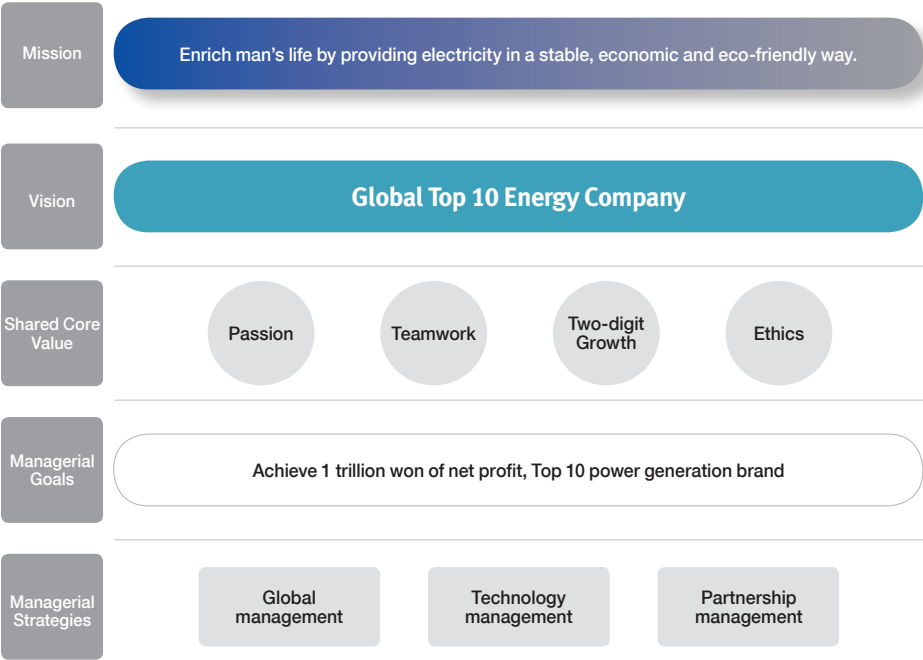 Mission
Enrich man's life by providing electricity in a stable, economic and eco-friendly way.
Vision
Global Top 10 Energy Company
Shared Core
Value
Passion
Teamwork
Two-digit
Growth
Ethics
Managerial
Goals
Achieve 1 trillion won of net profit, Top 10 power generation brand
Managerial
Strategies
Global
management
Technology
management
Partnership
management